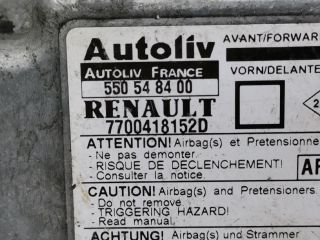 Autoliv
AVANT/FORWAR
AUTOLIV FRANCE
VORN/DELANTE
550 54 84 00
RENAULT
7700418152D
2
ATTENTION! Airbag(s) et Pretensionne
- Ne pas demonter.
- RISQUE DE DECLENCHEMENT!
- Consulter la notice.
AF
CAUTION! Airbag(s) and Pretensioners.
- Do not remove.
- TRIGGERING HAZARD!
- Read manual.
ACHTUNG! Airbag(s) und Strammer